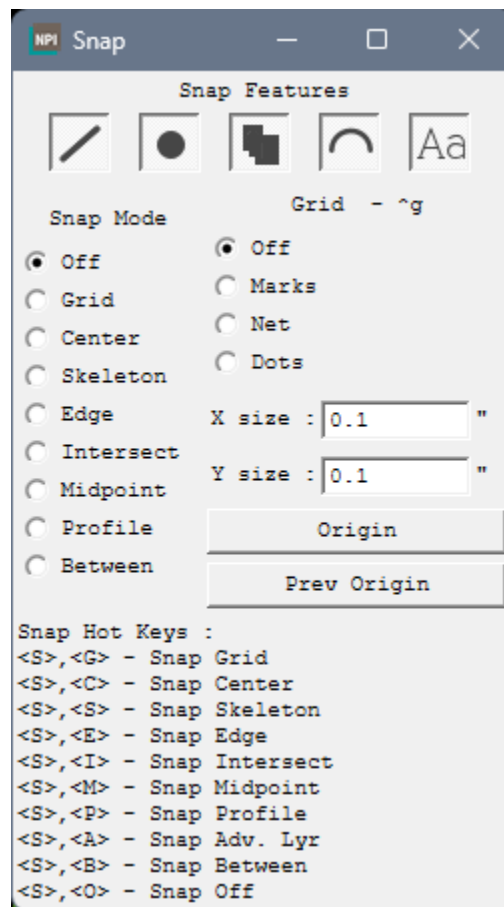 NPI Snap
Snap Features
Aa
Snap Mode
Off
Grid
Center
Skeleton
Edge
Intersect
Midpoint
Profile
Between
Grid - ^g
Off
Marks
Net
Dots
X size : 0.1 "
Y size : 0.1 "
Origin
Prev Origin
Snap Hot Keys :
<S>,<G> - Snap Grid
<S>,<C> - Snap Center
<S>,<S> - Snap Skeleton
<S>,<E> - Snap Edge
<S>,<I> - Snap Intersect
<S>,<M> - Snap Midpoint
<S>,<P> - Snap Profile
<S>,<A> - Snap Adv. Lyr
<S>,<B> - Snap Between
<S>,<O> - Snap Off